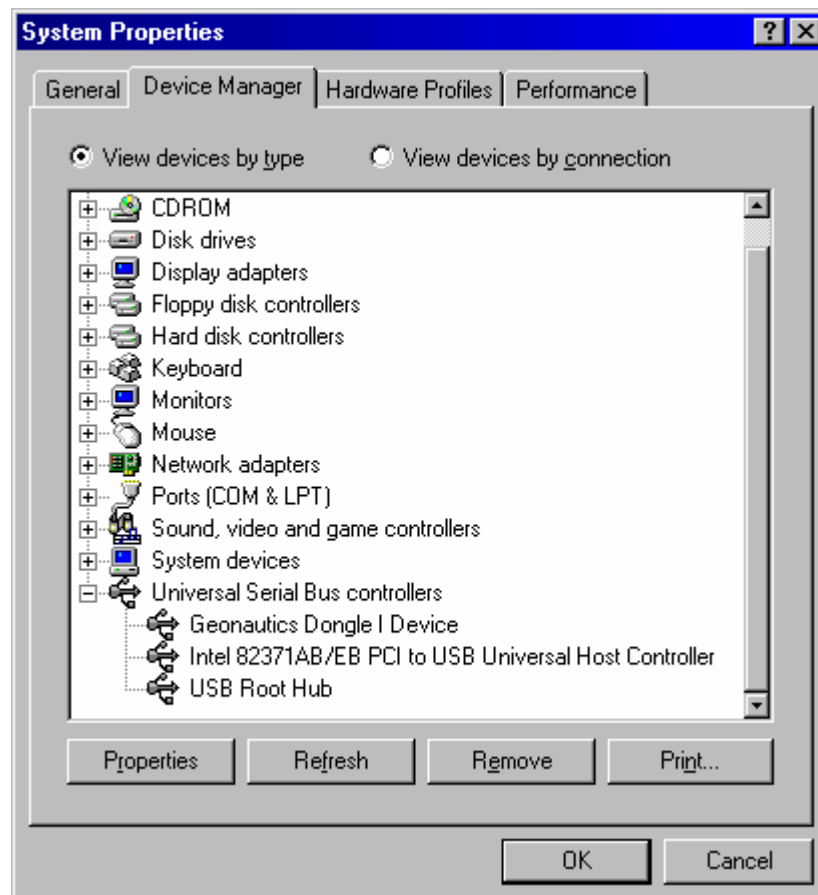 System Properties
General Device Manager Hardware Profiles Performance
View devices by type View devices by connection
CDROM
Disk drives
Display adapters
Floppy disk controllers
Hard disk controllers
Keyboard
Monitors
Mouse
Network adapters
Ports (COM & LPT)
Sound, video and game controllers
System devices
Universal Serial Bus controllers
Geonautics Dongle I Device
Intel 82371AB/EB PCI to USB Universal Host Controller
USB Root Hub
Properties Refresh Remove Print...
OK Cancel